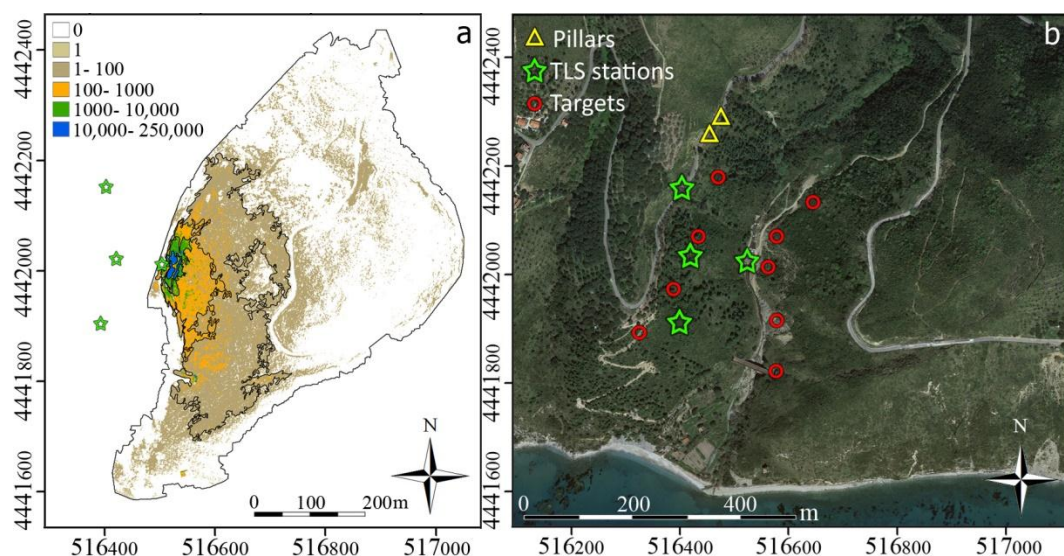 a
0
1
1- 100
100- 1000
1000- 10,000
10,000- 250,000
4442400
4442200
4442000
4441800
4441600
N
0 100 200m
516400 516600 516800 517000
b
Pillars
TLS stations
Targets
4442400
4442200
4442000
4441800
4441600
N
0 200 400
m
516200 516400 516600 516800 517000